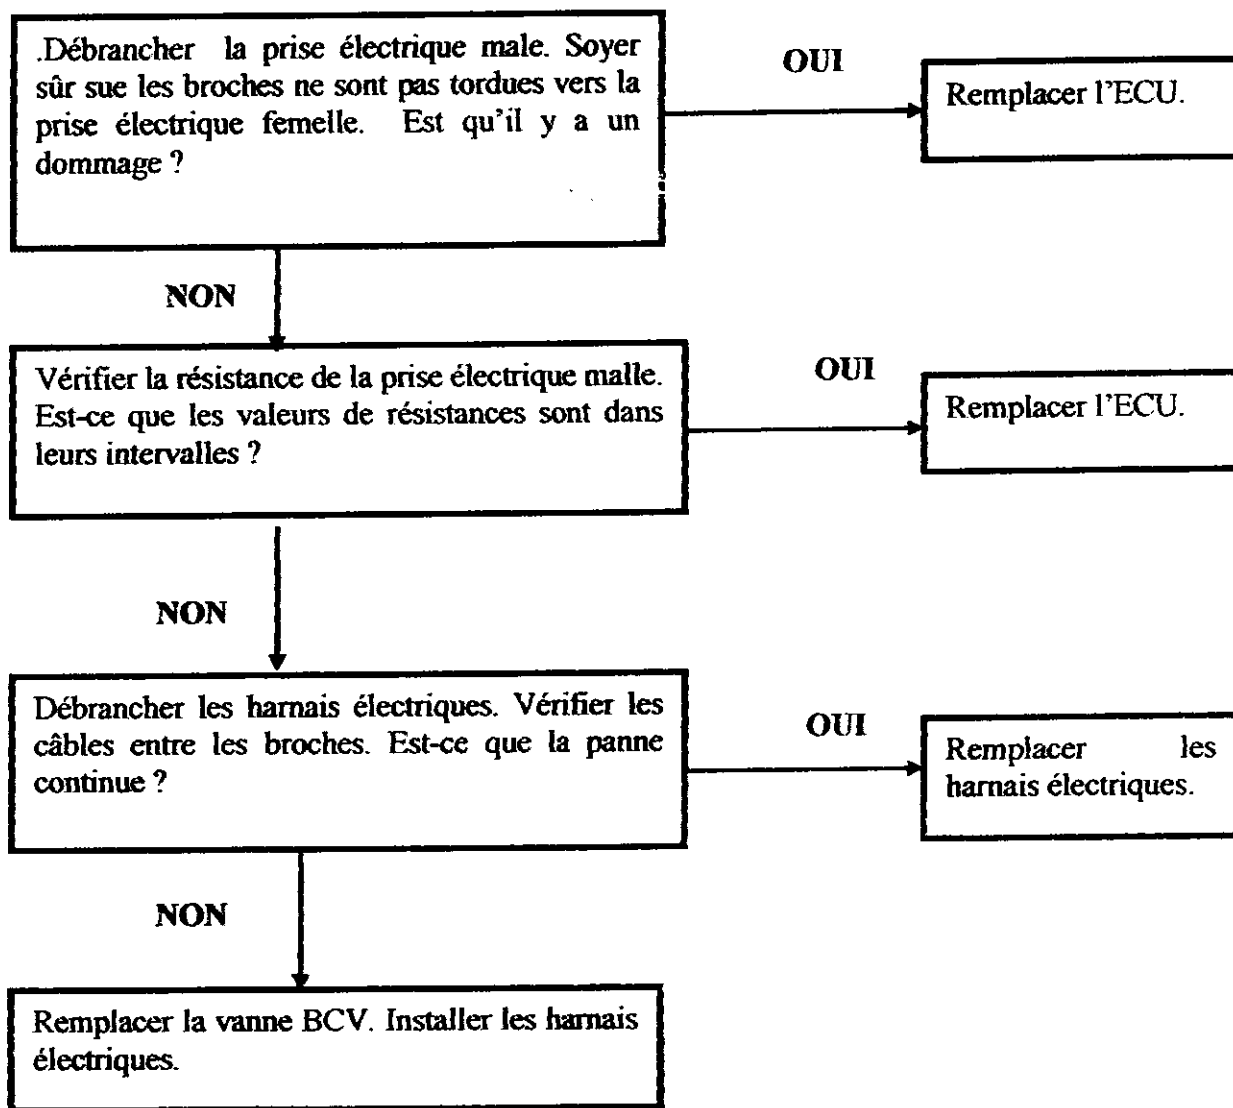 .Débrancher la prise électrique male. Soyer
sûr sue les broches ne sont pas tordues vers la
prise électrique femelle. Est qu'il y a un
dommage ?
OUI
Remplacer l'ECU.
NON
Vérifier la résistance de la prise électrique malle.
Est-ce que les valeurs de résistances sont dans
leurs intervalles ?
OUI
Remplacer l'ECU.
NON
Débrancher les harnais électriques. Vérifier les
câbles entre les broches. Est-ce que la panne
continue ?
OUI
Remplacer les
harnais électriques.
NON
Remplacer la vanne BCV. Installer les harnais
électriques.